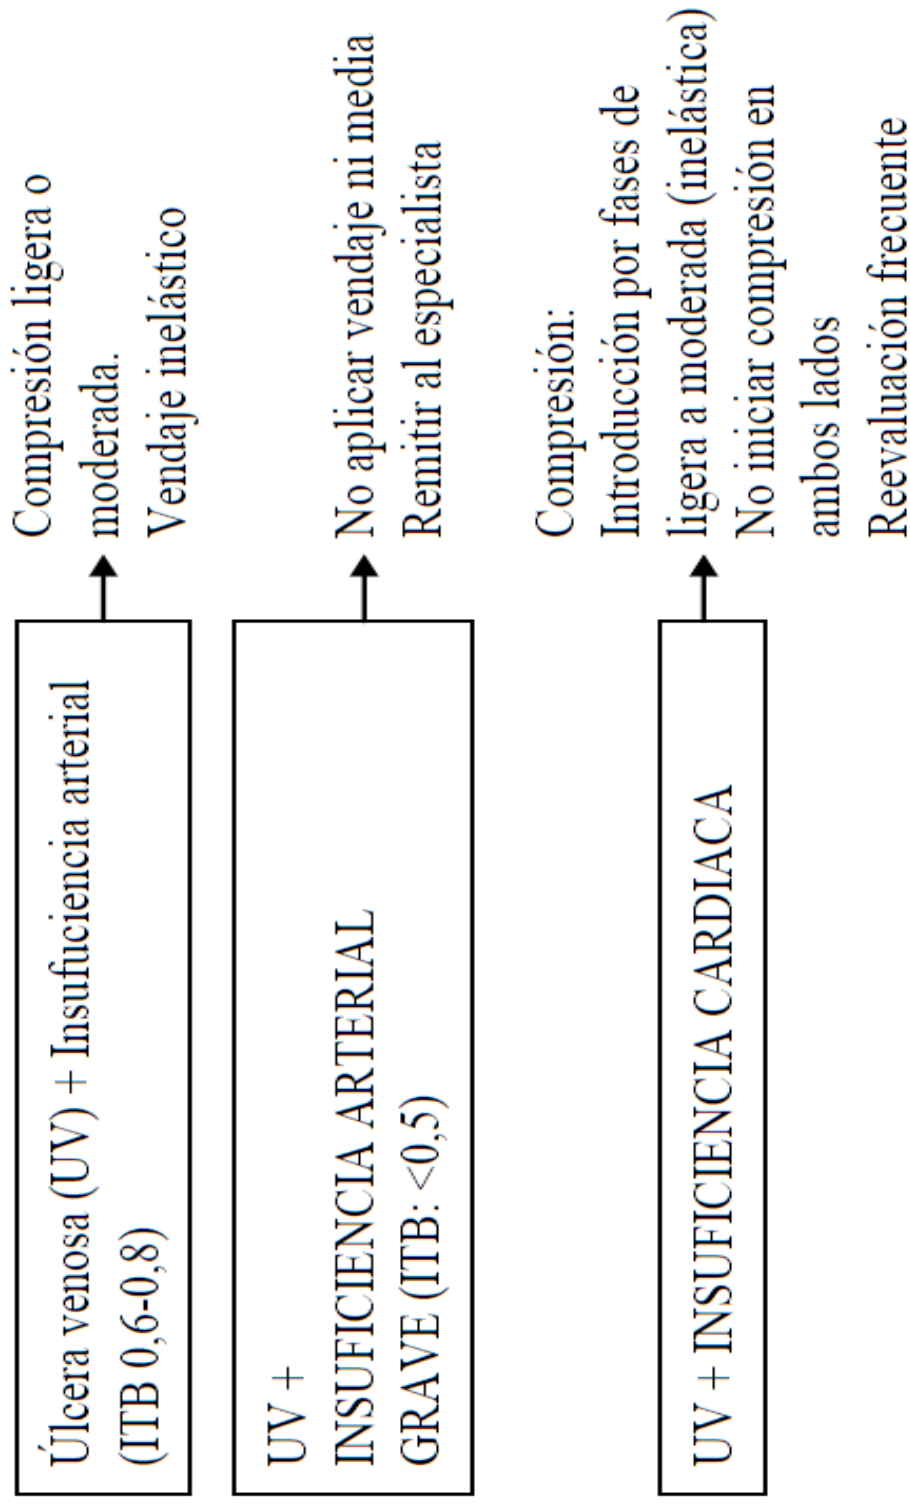 Úlcera venosa (UV) + Insufuciencia arterial
(ITB 0,6-0,8)
Compresión ligera o
moderada.
Vendaje inelástico
UV +
INSUFICIENCIA ARTERIAL
GRAVE (ITB: <0,5)
No aplicar vendaje ni media
Remitir al especialista
UV + INSUFICIENCIA CARDIACA
Compresión:
Introducción por fases de
ligera a moderada (inelástica)
No iniciar compresión en
ambos lados
Reevaluación frecuente